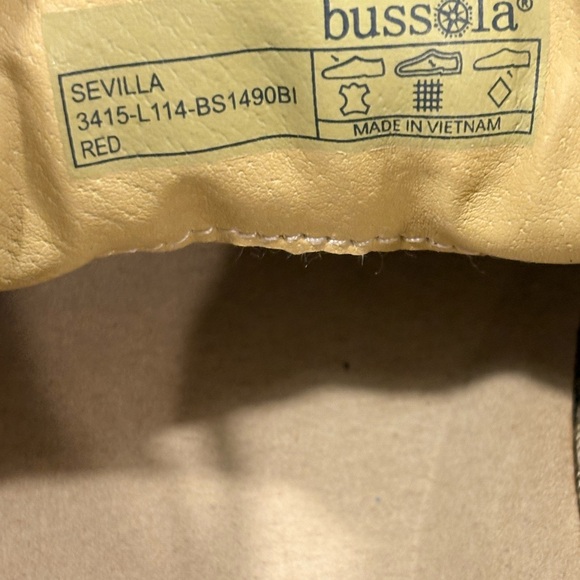 bussola®
SEVILLA
3415-L114-BS1490BI
RED
MADE IN VIETNAM